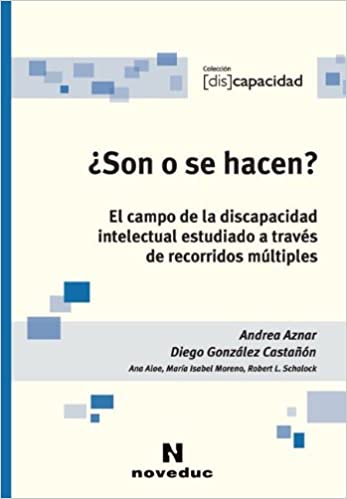 Colección
[dis]capacidad
¿Son o se hacen?
El campo de la discapacidad
intelectual estudiado a través
de recorridos múltiples
Andrea Aznar
Diego González Castañón
Ana Aloe, María Isabel Moreno, Robert L. Schalock
N
noveduc